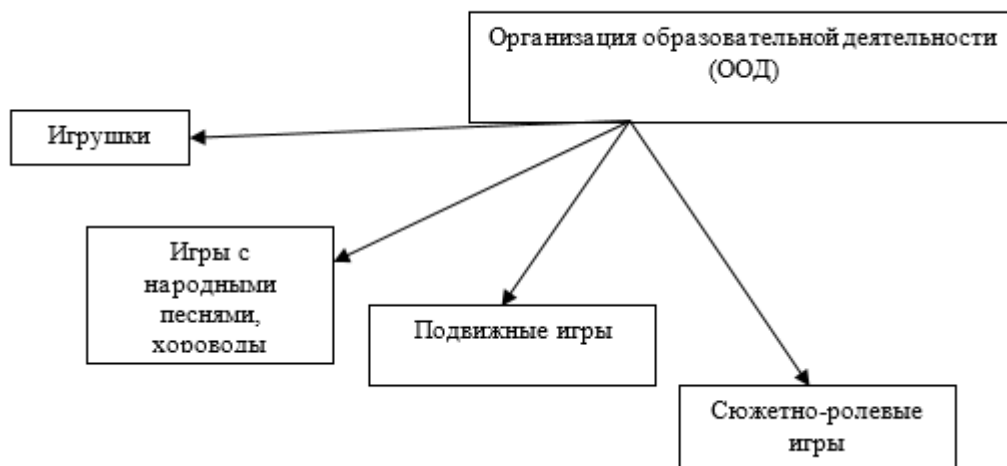 Организация образовательной деятельности
(ООД)
Игрушки
Игры с
народными
песнями,
хороводы
Подвижные игры
Сюжетно-ролевые
игры